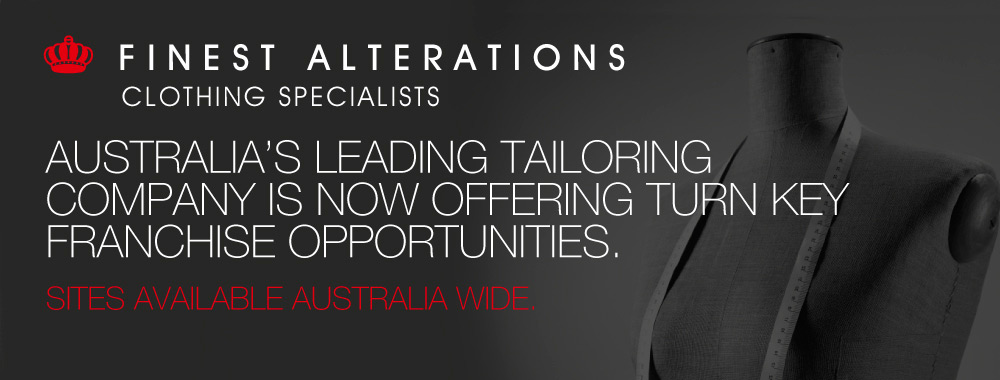 FINEST ALTERATIONS
CLOTHING SPECIALISTS
AUSTRALIA'S LEADING TAILORING
COMPANY IS NOW OFFERING TURN KEY
FRANCHISE OPPORTUNITIES.
SITES AVAILABLE AUSTRALIA WIDE.